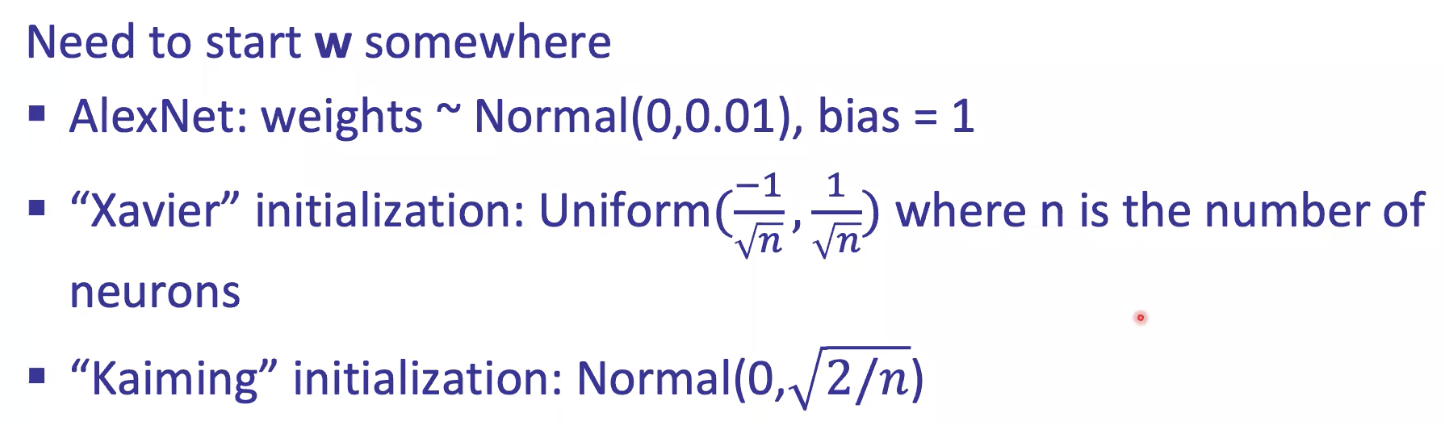 Need to start w somewhere
▪ AlexNet: weights ~ Normal(0,0.01), bias = 1
▪ “Xavier” initialization: Uniform(\frac{-1}{\sqrt{n}}, \frac{1}{\sqrt{n}}) where n is the number of
neurons
▪ “Kaiming” initialization: Normal(0,\sqrt{2/n})